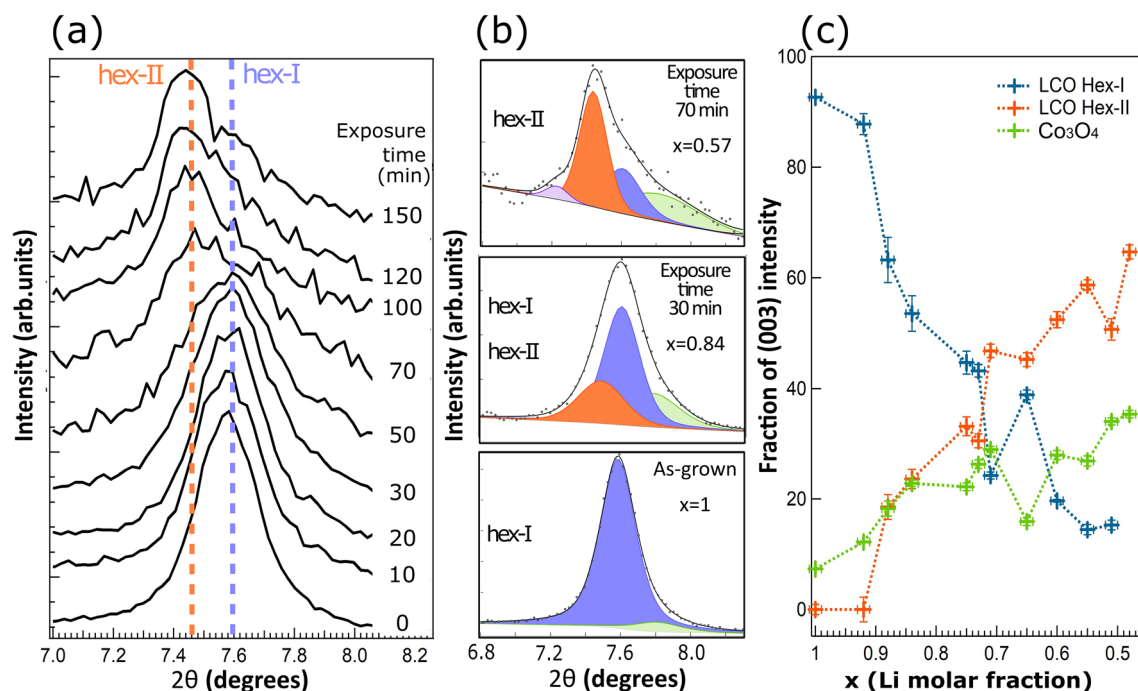 (a)
hex-II
hex-I
Exposure
time
(min)
150
120
100
70
50
30
20
10
0
Intensity (arb.units)
7.0
7.2
7.4
7.6
7.8
8.0
8.2
2θ (degrees)
(b)
hex-II
Exposure
time
70 min
x=0.57
hex-I
hex-II
Exposure
time
30 min
x=0.84
As-grown
x=1
hex-I
Intensity (arb.units)
6.8
7.2
7.6
8.0
2θ (degrees)
(c)
LCO Hex-I
LCO Hex-II
Co₃O₄
Fraction of (003) intensity
100
80
60
40
20
0
1
0.9
0.8
0.7
0.6
0.5
x (Li molar fraction)